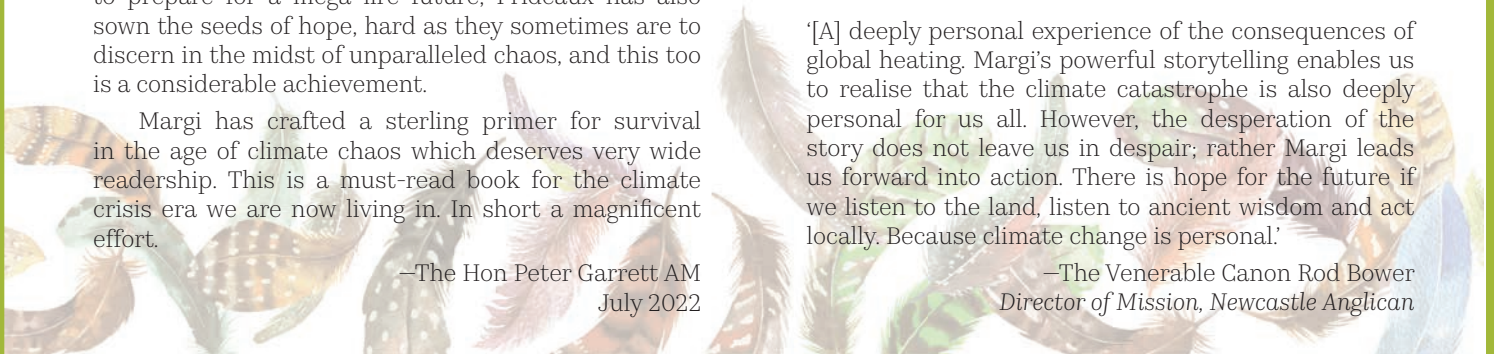 to prepare for a mega fire future, Prideaux has also
sown the seeds of hope, hard as they sometimes are to
discern in the midst of unparalleled chaos, and this too
is a considerable achievement.
Margi has crafted a sterling primer for survival
in the age of climate chaos which deserves very wide
readership. This is a must-read book for the climate
crisis era we are now living in. In short a magnificent
effort.
—The Hon Peter Garrett AM
July 2022
‘[A] deeply personal experience of the consequences of
global heating. Margi’s powerful storytelling enables us
to realise that the climate catastrophe is also deeply
personal for us all. However, the desperation of the
story does not leave us in despair; rather Margi leads
us forward into action. There is hope for the future if
we listen to the land, listen to ancient wisdom and act
locally. Because climate change is personal.’
—The Venerable Canon Rod Bower
Director of Mission, Newcastle Anglican